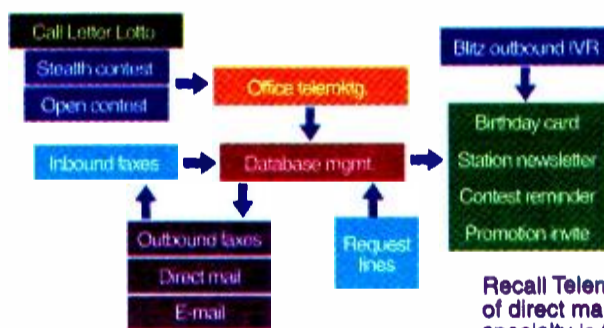 Call Letter Lotto
Stealth contest
Open contest
Office telemktg.
Blitz outbound IVR
Birthday card
Station newsletter
Contest reminder
Promotion invite
Inbound faxes
Database mgmt.
Outbound faxes
Direct mail
E-mail
Request
lines
Recall Telem
of direct ma